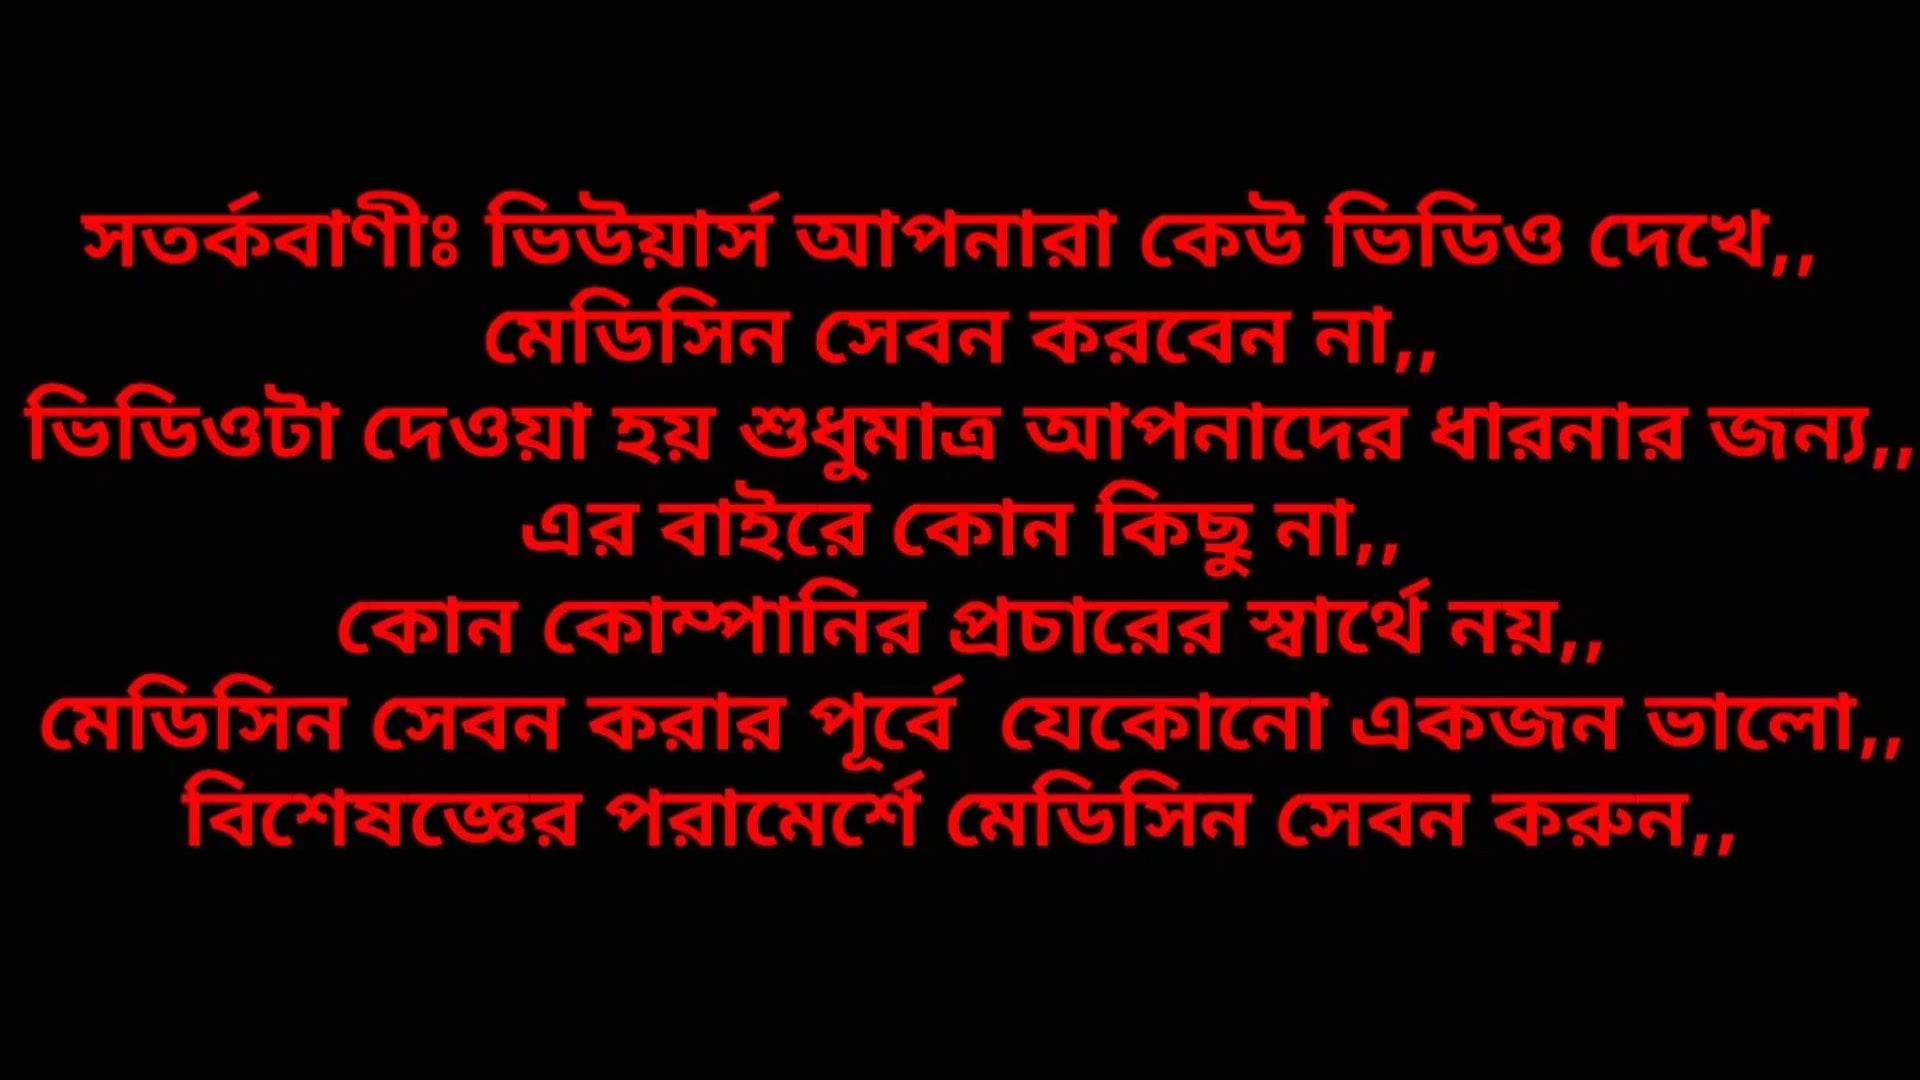 সতর্কবাণীঃ ভিউয়ার্স আপনারা কেউ ভিডিও দেখে,,
মেডিসিন সেবন করবেন না,,
ভিডিওটা দেওয়া হয় শুধুমাত্র আপনাদের ধারনার জন্য,,
এর বাইরে কোন কিছু না,,
কোন কোম্পানির প্রচারের স্বার্থে নয়,,
মেডিসিন সেবন করার পূর্বে  যেকোনো একজন ভালো,,
বিশেষজ্ঞের পরামের্শে মেডিসিন সেবন করুন,,